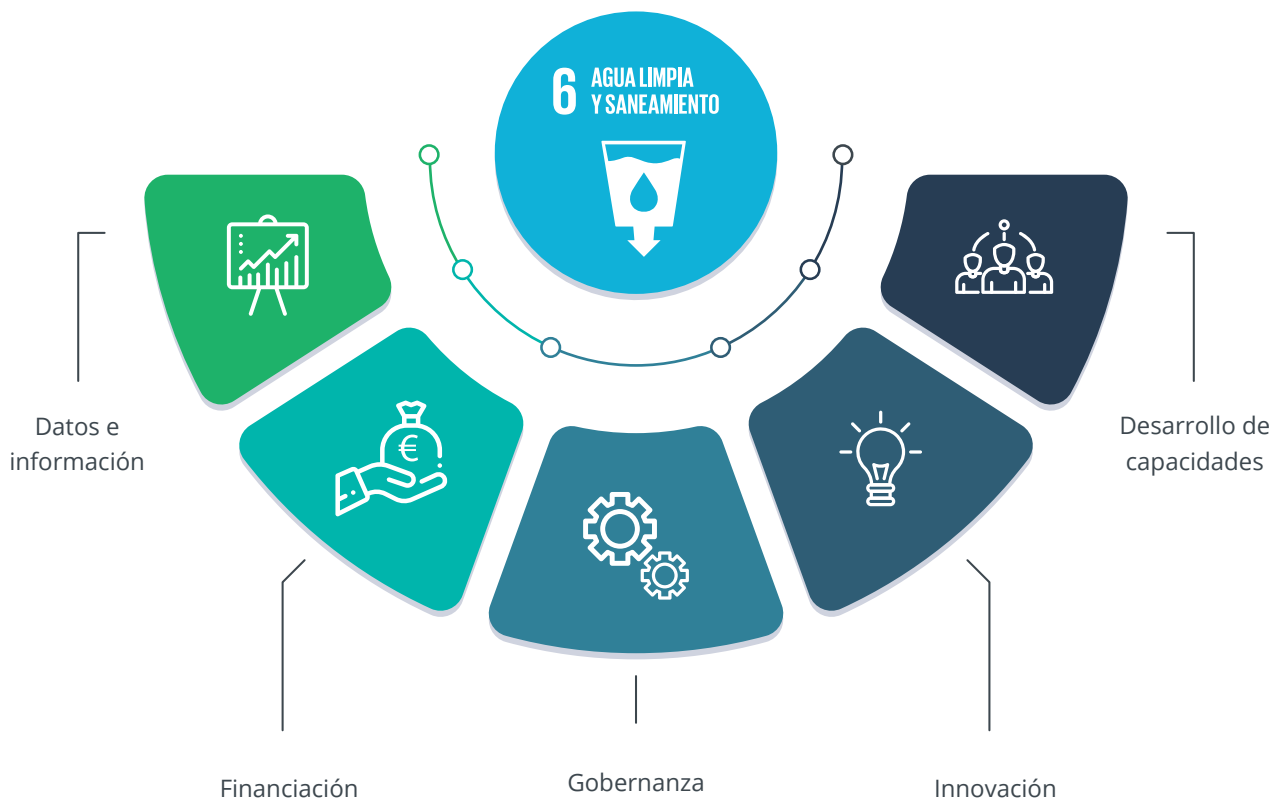 6
AGUA LIMPIA
Y SANEAMIENTO
€
Datos e
información
Financiación
Gobernanza
Innovación
Desarrollo de
capacidades